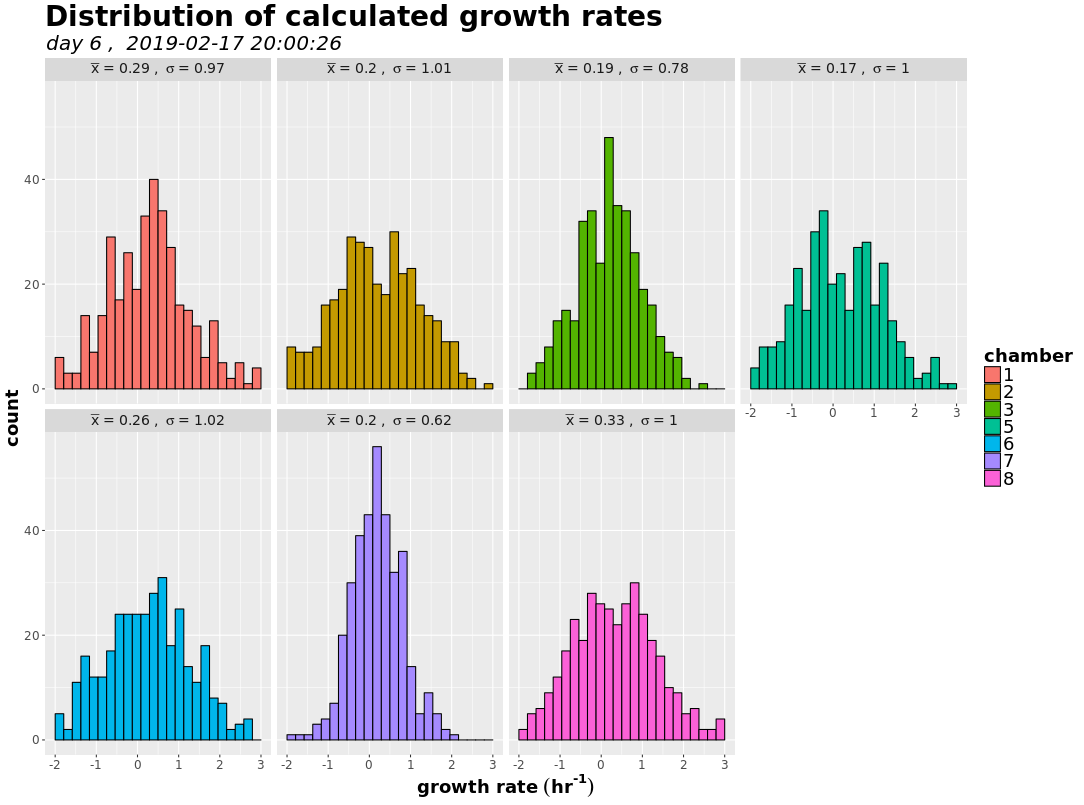 Distribution of calculated growth rates
day 6 , 2019-02-17 20:00:26
x̅ = 0.29 , σ = 0.97
x̅ = 0.2 , σ = 1.01
x̅ = 0.19 , σ = 0.78
x̅ = 0.17 , σ = 1
40
20
0
-2 -1 0 1 2 3
x̅ = 0.26 , σ = 1.02
x̅ = 0.2 , σ = 0.62
x̅ = 0.33 , σ = 1
40
20
0
-2 -1 0 1 2 3
-2 -1 0 1 2 3
-2 -1 0 1 2 3
count
growth rate (hr⁻¹)
chamber
1
2
3
5
6
7
8